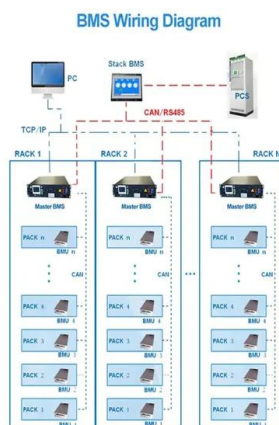 BMS Wiring Diagram
Stack BMS
PC
PCS
CAN/RS485
TCP/IP
RACK 1
RACK 2
RACK N
Master BMS
Master BMS
Master BMS
PACK n
PACK n
PACK n
BMU n
BMU n
BMU n
CAN
CAN
CAN
PACK 4
PACK 4
PACK 4
BMU 4
BMU 4
BMU 4
PACK 3
PACK 3
PACK 3
BMU 3
BMU 3
BMU 3
PACK 2
PACK 2
PACK 2
BMU 2
BMU 2
BMU 2
PACK 1
PACK 1
PACK 1